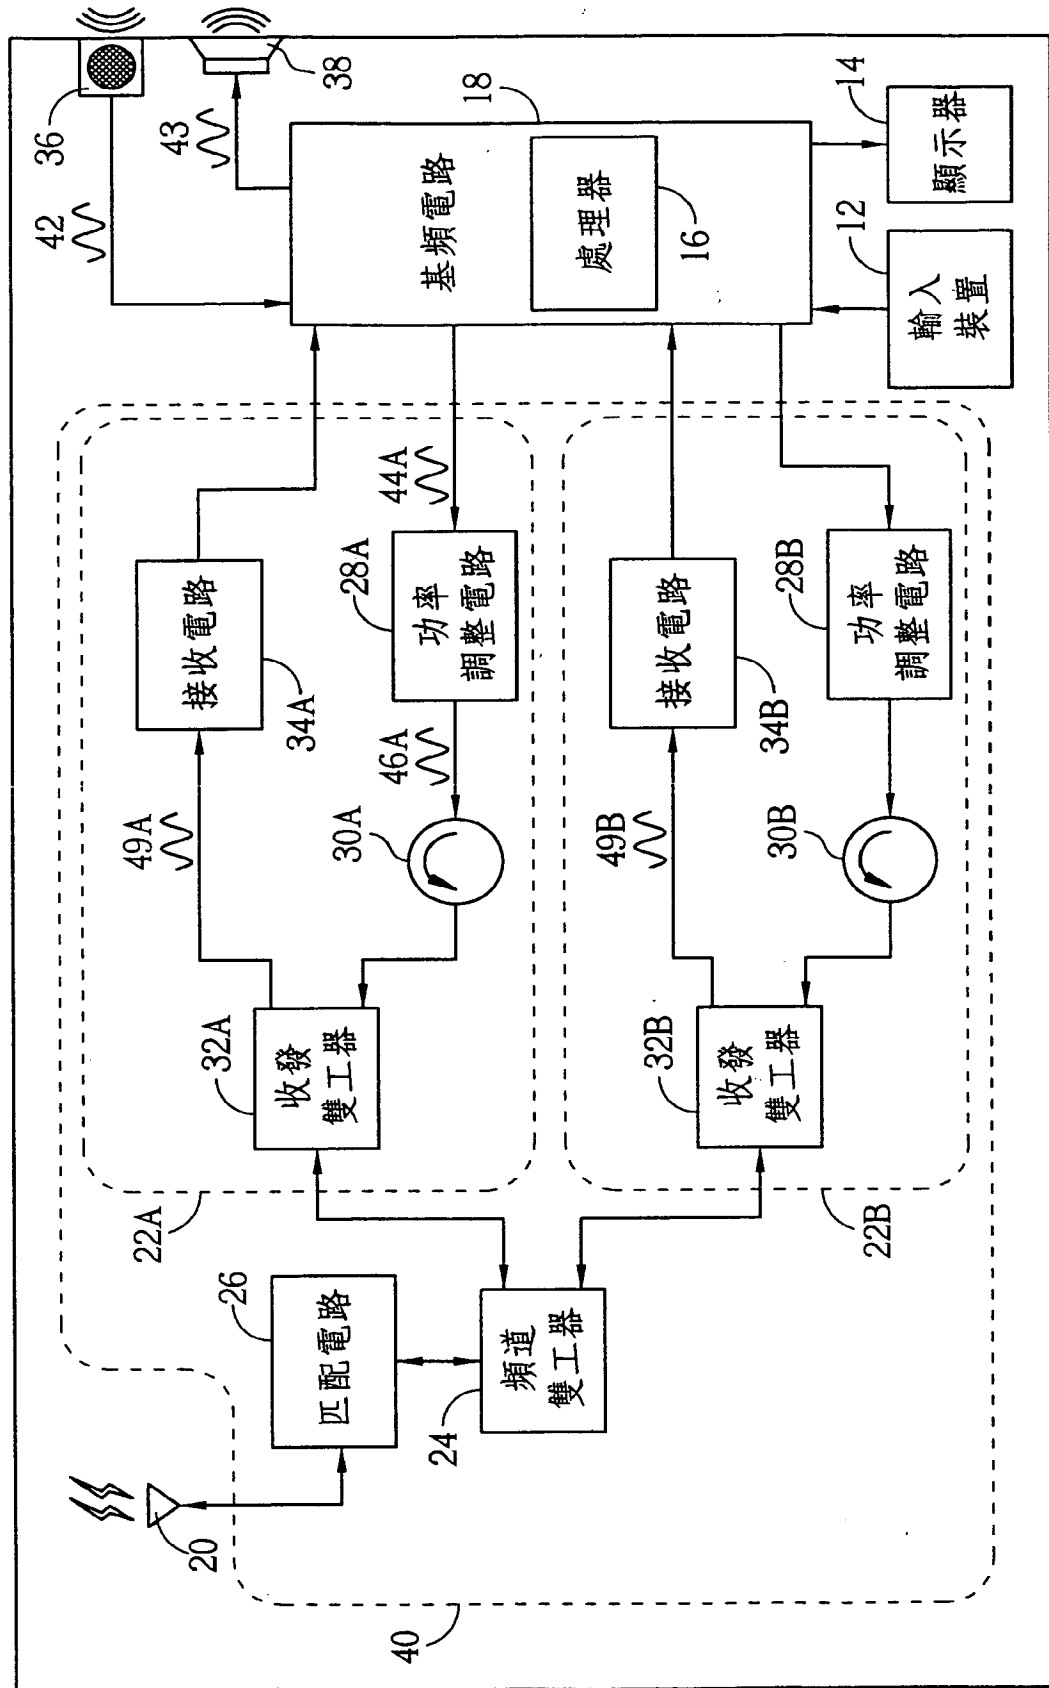 20
26
匹配電路
24
頻道
雙工器
40
22A
32A
收發
雙工器
49A
34A
接收電路
30A
46A
28A
功率
調整電路
44A
22B
32B
收發
雙工器
49B
34B
接收電路
30B
28B
功率
調整電路
42
36
43
38
18
基頻電路
處理器
16
12
輸入
裝置
14
顯示器